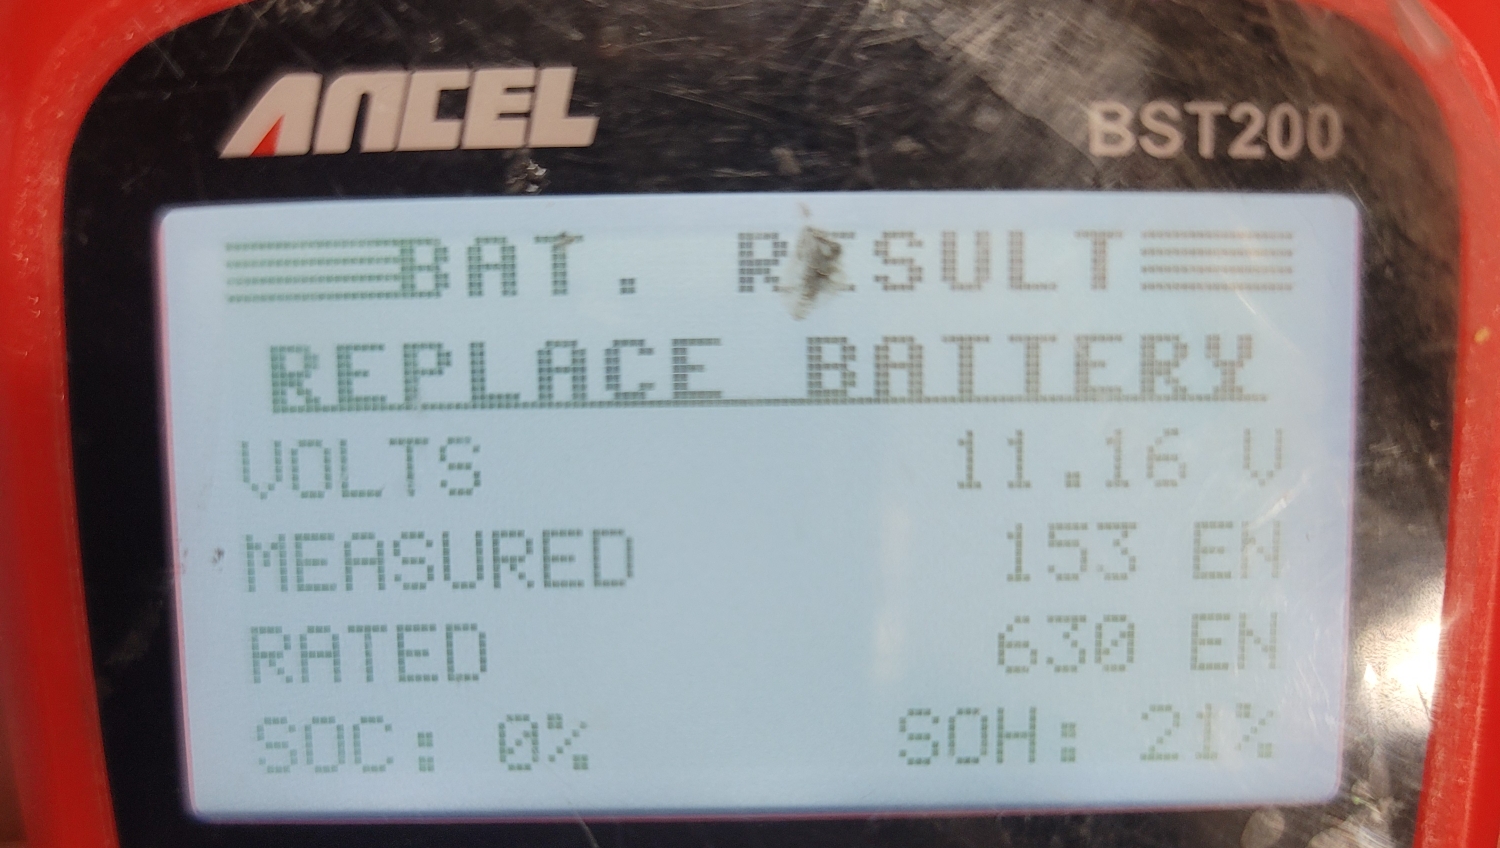 ANCEL BST200
BAT. RESULT
REPLACE BATTERY
VOLTS 11.16 V
MEASURED 153 EN
RATED 630 EN
SOC: 0% SOH: 21%